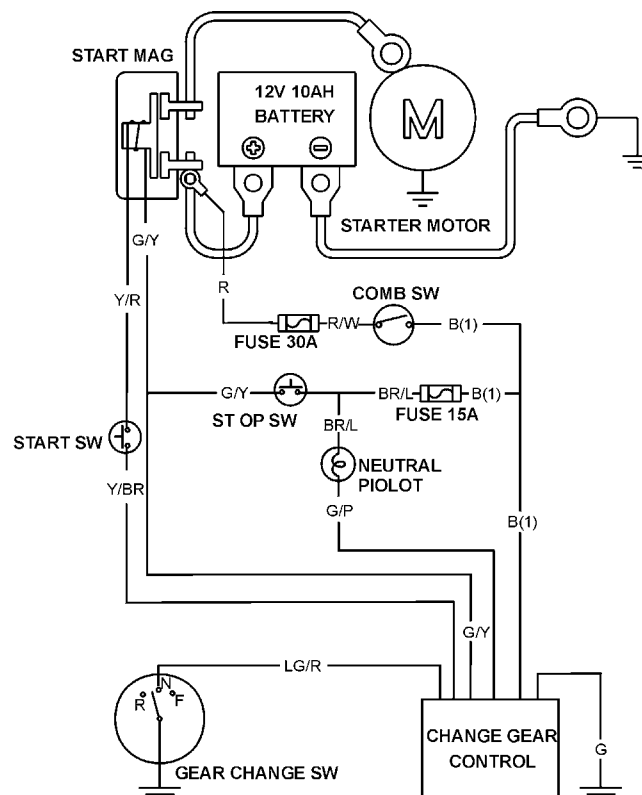 START MAG
12V 10AH
BATTERY
M
STARTER MOTOR
G/Y
Y/R
R
COMB SW
R/W
B(1)
FUSE 30A
G/Y
BR/L
B(1)
ST OP SW
FUSE 15A
START SW
BR/L
NEUTRAL
PIOLOT
Y/BR
G/P
B(1)
G/Y
LG/R
N
R
F
CHANGE GEAR
CONTROL
G
GEAR CHANGE SW